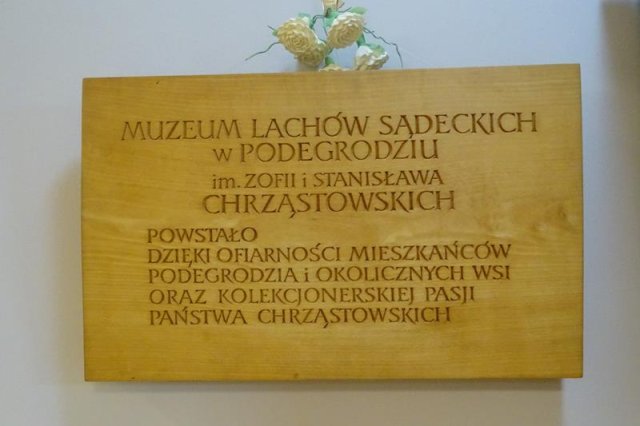 MUZEUM LACHÓW SĄDECKICH
w PODEGRODZIU
im. ZOFII i STANISŁAWA
CHRZĄSTOWSKICH
POWSTAŁO
DZIĘKI OFIARNOŚCI MIESZKAŃCÓW
PODEGRODZIA i OKOLICZNYCH WSI
ORAZ KOLEKCJONERSKIEJ PASJI
PAŃSTWA CHRZĄSTOWSKICH